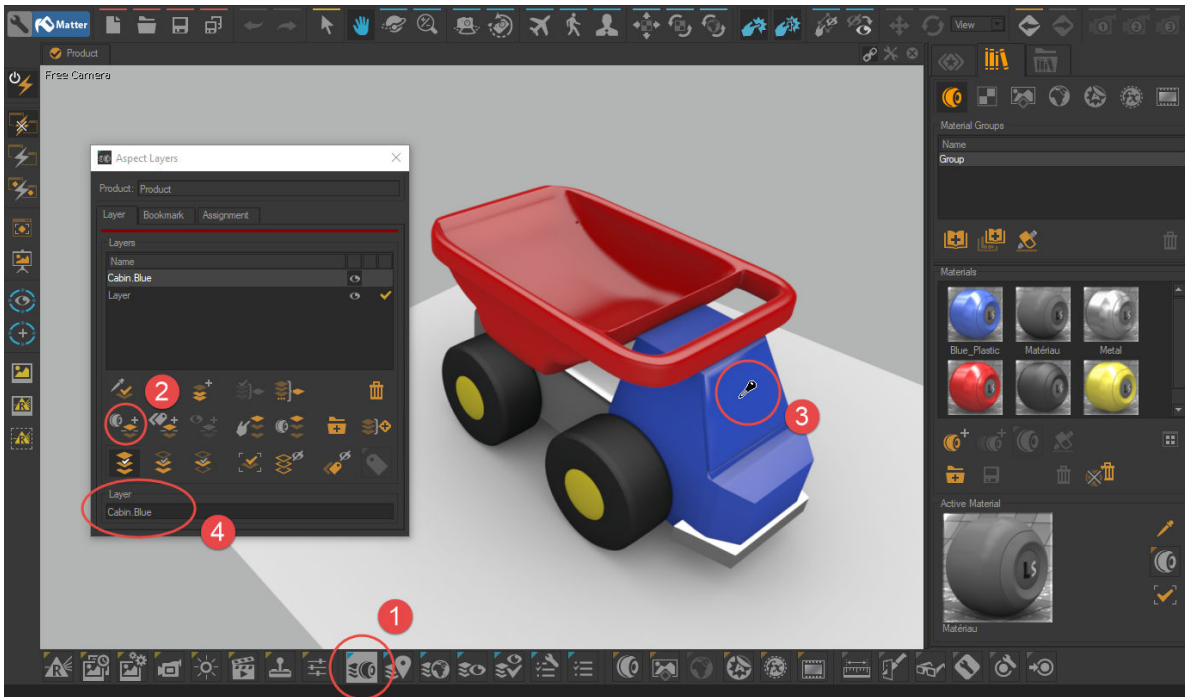 Matter
View
Product
Free Camera
Aspect Layers
Product: Product
Layer Bookmark Assignment
Layers
Name
Cabin.Blue
Layer
2
Layer
Cabin.Blue
4
3
1
Material Groups
Name
Group
Materials
Blue_Plastic Matériau Metal
Active Material
LS
Matériau